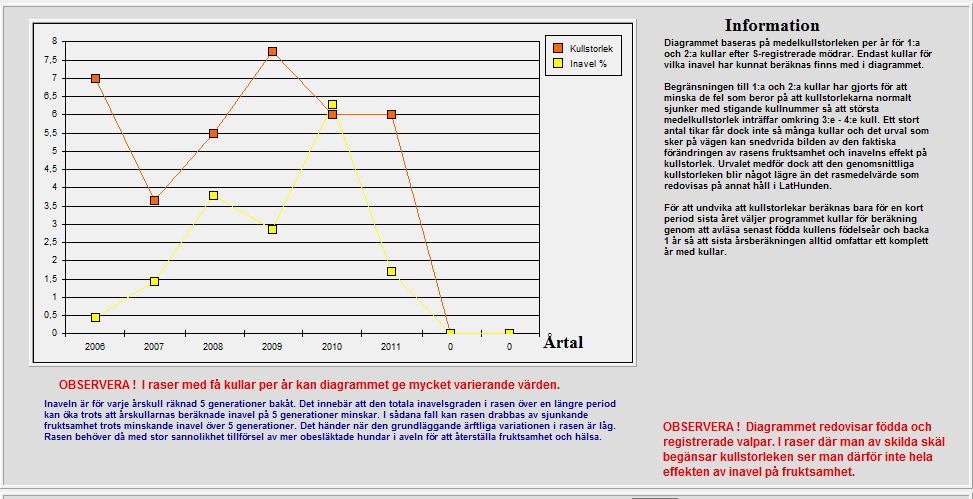 8
7,5
7
6,5
6
5,5
5
4,5
4
3,5
3
2,5
2
1,5
1
0,5
0
2006 2007 2008 2009 2010 2011 0 0
Årtal
Kullstorlek
Inavel %
OBSERVERA ! I raser med få kullar per år kan diagrammet ge mycket varierande värden.
Inaveln är för varje årskull räknad 5 generationer bakåt. Det innebär att den totala inavelsgraden i rasen över en längre period
kan öka trots att årskullarnas beräknade inavel på 5 generationer minskar. I sådana fall kan rasen drabbas av sjunkande
fruktsamhet trots minskande inavel över 5 generationer. Det händer när den grundläggande ärftliga variationen i rasen är låg.
Rasen behöver då med stor sannolikhet tillförsel av mer obesläktade hundar i aveln för att återställa fruktsamhet och hälsa.
Information
Diagrammet baseras på medelkullstorleken per år för 1:a
och 2:a kullar efter S-registrerade mödrar. Endast kullar för
vilka inavel har kunnat beräknas finns med i diagrammet.
Begränsningen till 1:a och 2:a kullar har gjorts för att
minska de fel som beror på att kullstorlekarna normalt
sjunker med stigande kullnummer så att största
medelkullstorlek inträffar omkring 3:e - 4:e kull. Ett stort
antal tikar får dock inte så många kullar och det urval som
sker på vägen kan snedvrida bilden av den faktiska
förändringen av rasens fruktsamhet och inavelns effekt på
kullstorlek. Urvalet medför dock att den genomsnittliga
kullstorleken blir något lägre än det rasmedelvärde som
redovisas på annat håll i LatHunden.
För att undvika att kullstorlekar beräknas bara för en kort
period sista året väljer programmet kullar för beräkning
genom att avläsa senast födda kullens födelseår och backa
1 år så att sista årsberäkningen alltid omfattar ett komplett
år med kullar.
OBSERVERA ! Diagrammet redovisar födda och
registrerade valpar. I raser där man av skilda skäl
begänsar kullstorleken ser man därför inte hela
effekten av inavel på fruktsamhet.